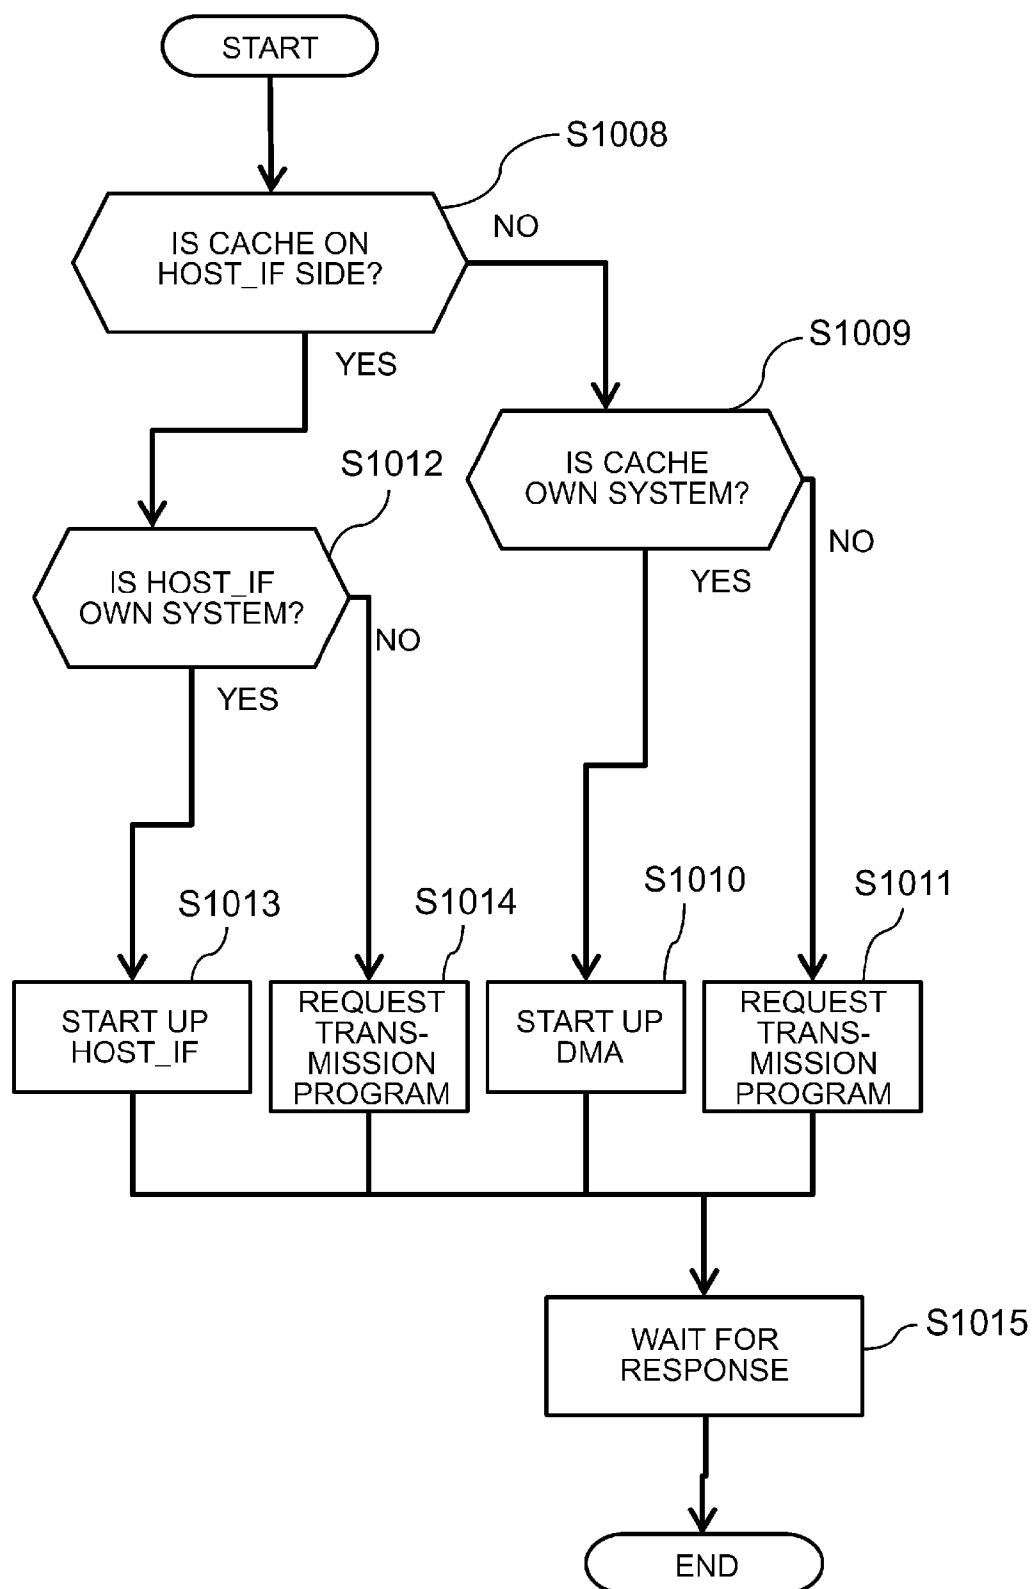 START
S1008
IS CACHE ON
HOST_IF SIDE?
NO
YES
S1009
IS CACHE
OWN SYSTEM?
S1012
IS HOST_IF
OWN SYSTEM?
NO
YES
NO
YES
S1013
S1014
S1010
S1011
START UP
HOST_IF
REQUEST
TRANS-
MISSION
PROGRAM
START UP
DMA
REQUEST
TRANS-
MISSION
PROGRAM
WAIT FOR
RESPONSE
S1015
END